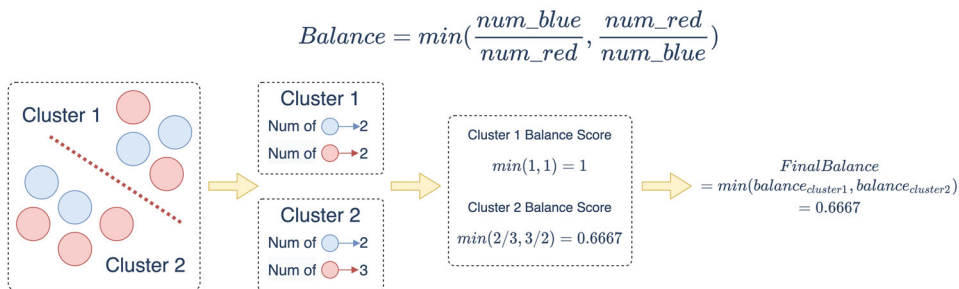 Balance = min(num_blue/num_red, num_red/num_blue)
Cluster 1
Cluster 2
Cluster 1
Num of 2
Num of 2
Cluster 2
Num of 2
Num of 3
Cluster 1 Balance Score
min(1, 1) = 1
Cluster 2 Balance Score
min(2/3, 3/2) = 0.6667
FinalBalance
= min(balance_cluster1, balance_cluster2)
= 0.6667